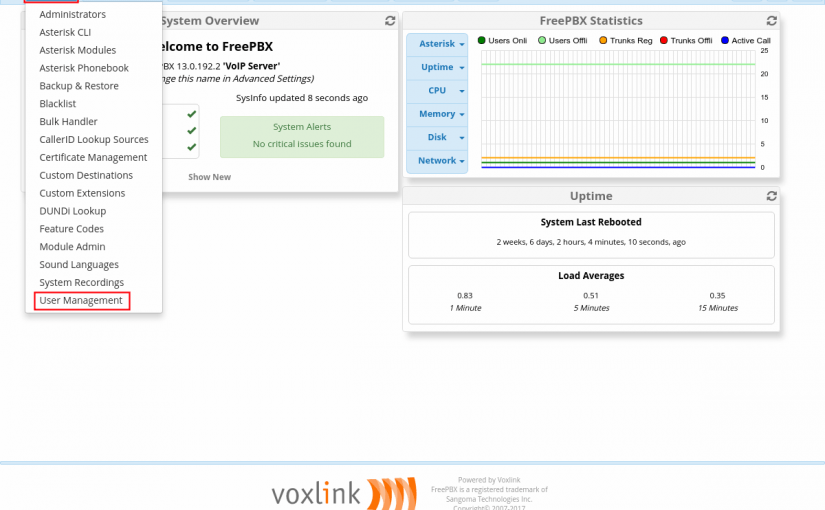 Administrators
Asterisk CLI
Asterisk Modules
Asterisk Phonebook
Backup & Restore
Blacklist
Bulk Handler
CallerID Lookup Sources
Certificate Management
Custom Destinations
Custom Extensions
DUNDi Lookup
Feature Codes
Module Admin
Sound Languages
System Recordings
User Management
System Overview
elcome to FreePBX
BX 13.0.192.2 'VoIP Server'
nge this name in Advanced Settings)
SysInfo updated 8 seconds ago
System Alerts
No critical issues found
Show New
FreePBX Statistics
Asterisk
Uptime
CPU
Memory
Disk
Network
Users Onli
Users Offli
Trunks Reg
Trunks Offli
Active Call
25
20
15
10
5
0
Uptime
System Last Rebooted
2 weeks, 6 days, 2 hours, 4 minutes, 10 seconds, ago
Load Averages
0.83 0.51 0.35
1 Minute 5 Minutes 15 Minutes
voxlink
Powered by Voxlink
FreePBX is a registered trademark of
Sangoma Technologies Inc.
Copyright© 2007-2017